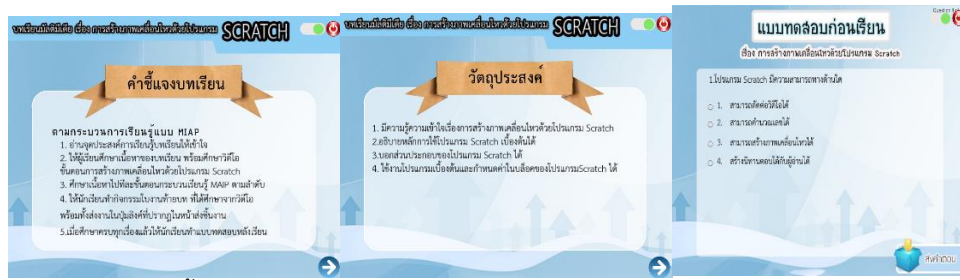 บทเรียนมัลติมีเดีย เรื่อง การสร้างภาพเคลื่อนไหวด้วยโปรแกรม SCRATCH
คำชี้แจงบทเรียน
ตามกระบวนการเรียนรู้แบบ MIAP
1. อ่านจุดประสงค์การเรียนรู้บทเรียนให้เข้าใจ
2. ให้ผู้เรียนศึกษาเนื้อหาของบทเรียน พร้อมศึกษาวิดีโอ
ขั้นตอนการสร้างภาพเคลื่อนไหวด้วยโปรแกรม Scratch
3. ศึกษาเนื้อหาไปทีละขั้นตอนกระบวนเรียนรู้ MAIP ตามลำดับ
4. ให้นักเรียนทำกิจกรรมใบงานท้ายบท ที่ได้ศึกษาจากวิดีโอ
พร้อมทั้งส่งงานในปุ่มลิงค์ที่ปรากฏในหน้าส่งชิ้นงาน
5.เมื่อศึกษาครบทุกเรื่องแล้วให้นักเรียนทำแบบทดสอบหลังเรียน
บทเรียนมัลติมีเดีย เรื่อง การสร้างภาพเคลื่อนไหวด้วยโปรแกรม SCRATCH
วัตถุประสงค์
1. มีความรู้ความเข้าใจเรื่องการสร้างภาพเคลื่อนไหวด้วยโปรแกรม Scratch
2.อธิบายหลักการใช้โปรแกรม Scratch เบื้องต้นได้
3.บอกส่วนประกอบของโปรแกรม Scratch ได้
4. ใช้งานโปรแกรมเบื้องต้นและกำหนดค่าในบล็อคของโปรแกรมScratch ได้
แบบทดสอบก่อนเรียน
เรื่อง การสร้างภาพเคลื่อนไหวด้วยโปรแกรม Scratch
1.โปรแกรม Scratch มีความสามารถทางด้านใด
1. สามารถตัดต่อวิดีโอได้
2. สามารถคำนวณเลขได้
3. สามารถสร้างภาพเคลื่อนไหวได้
4. สร้างนิทานตอบโต้กับผู้อ่านได้
ส่งคำตอบ